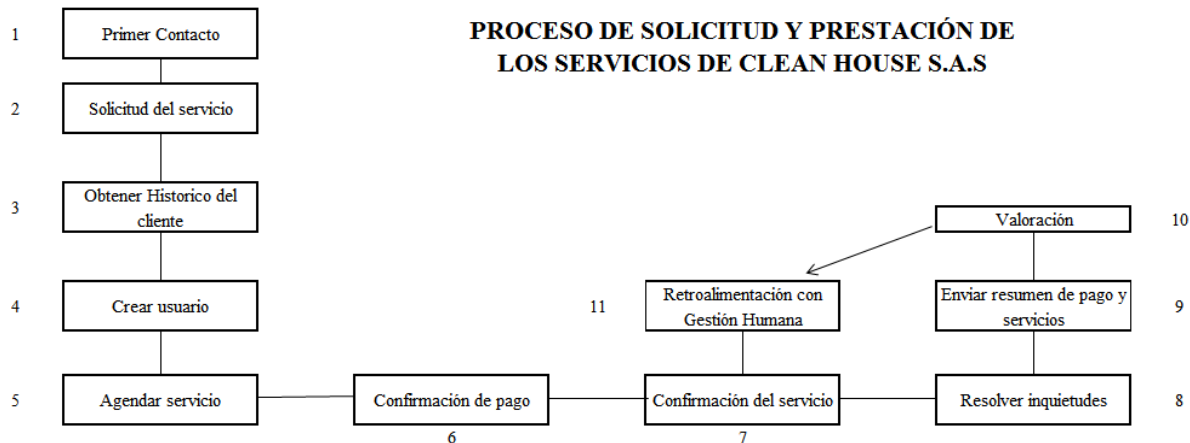 PROCESO DE SOLICITUD Y PRESTACIÓN DE
LOS SERVICIOS DE CLEAN HOUSE S.A.S
1
Primer Contacto
2
Solicitud del servicio
3
Obtener Historico del
cliente
4
Crear usuario
5
Agendar servicio
Confirmación de pago
6
Confirmación del servicio
7
Resolver inquietudes
8
Enviar resumen de pago y
servicios
9
Valoración
10
11
Retroalimentación con
Gestión Humana